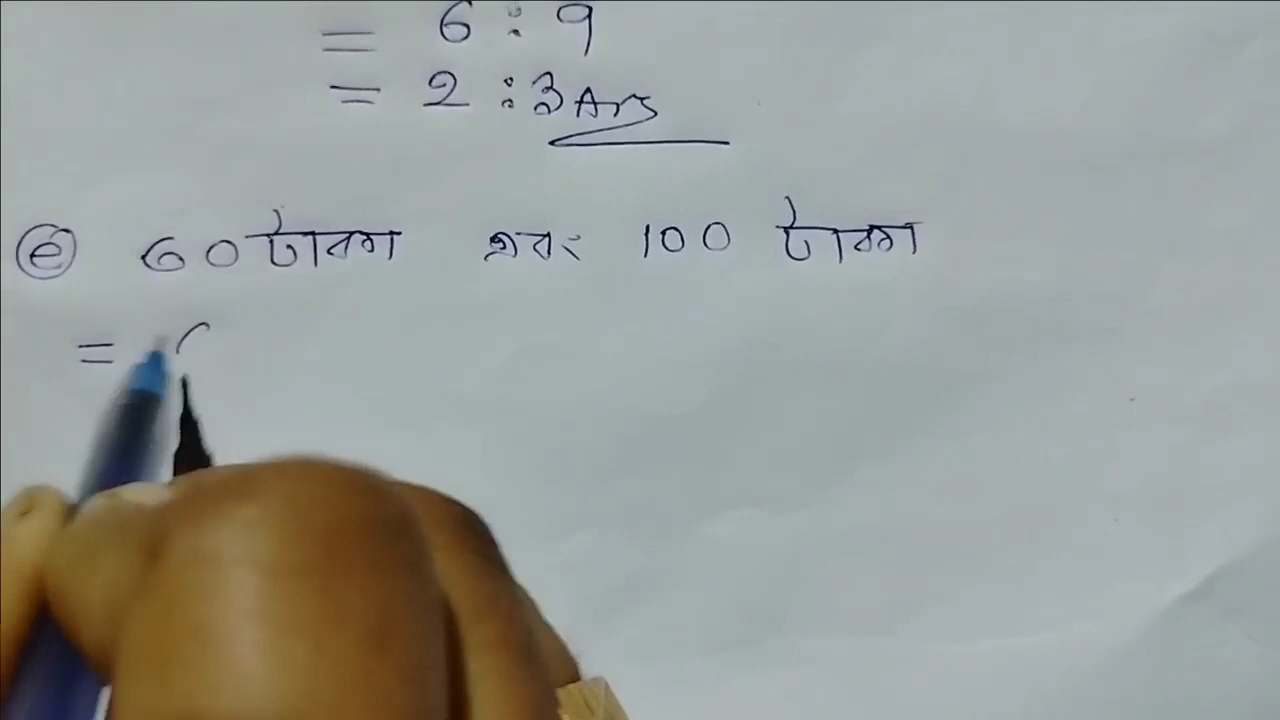 = 6 : 9
= 2 : 3 Ans
(e) 60 টাকা এবং 100 টাকা
=